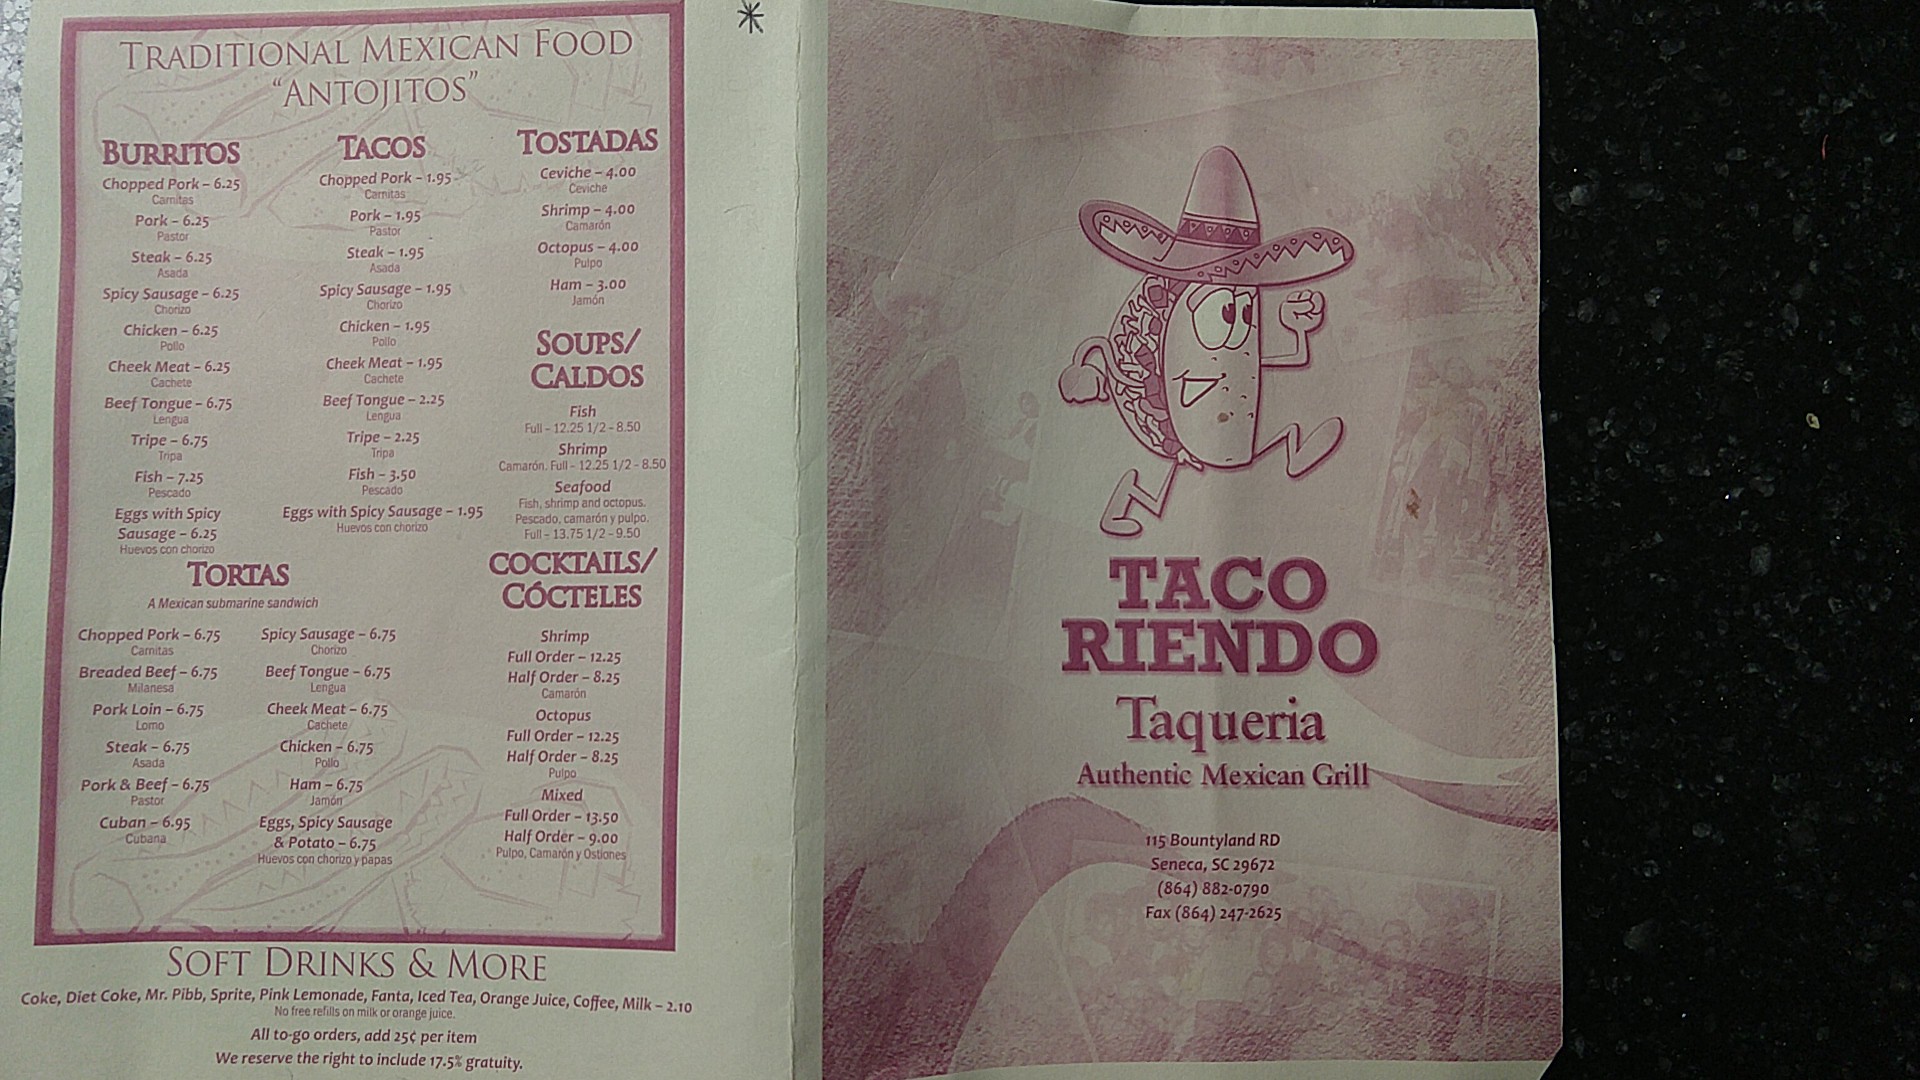 *
TRADITIONAL MEXICAN FOOD
"ANTOJITOS"
BURRITOS
Chopped Pork – 6.25
Carnitas
Pork – 6.25
Pastor
Steak – 6.25
Asada
Spicy Sausage – 6.25
Chorizo
Chicken – 6.25
Pollo
Cheek Meat – 6.25
Cachete
Beef Tongue – 6.75
Lengua
Tripe – 6.75
Tripa
Fish – 7.25
Pescado
Eggs with Spicy
Sausage – 6.25
Huevos con chorizo
TACOS
Chopped Pork – 1.95
Carnitas
Pork – 1.95
Pastor
Steak – 1.95
Asada
Spicy Sausage – 1.95
Chorizo
Chicken – 1.95
Pollo
Cheek Meat – 1.95
Cachete
Beef Tongue – 2.25
Lengua
Tripe – 2.25
Tripa
Fish – 3.50
Pescado
Eggs with Spicy Sausage – 1.95
Huevos con chorizo
TOSTADAS
Ceviche – 4.00
Ceviche
Shrimp – 4.00
Camarón
Octopus – 4.00
Pulpo
Ham – 3.00
Jamón
SOUPS/
CALDOS
Fish
Full – 12.25 1/2 – 8.50
Shrimp
Camarón. Full – 12.25 1/2 – 8.50
Seafood
Fish, shrimp and octopus.
Pescado, camarón y pulpo.
Full – 13.75 1/2 – 9.50
TORTAS
A Mexican submarine sandwich
Chopped Pork – 6.75
Carnitas
Breaded Beef – 6.75
Milanesa
Pork Loin – 6.75
Lomo
Steak – 6.75
Asada
Pork & Beef – 6.75
Pastor
Cuban – 6.95
Cubana
Spicy Sausage – 6.75
Chorizo
Beef Tongue – 6.75
Lengua
Cheek Meat – 6.75
Cachete
Chicken – 6.75
Pollo
Ham – 6.75
Jamón
Eggs, Spicy Sausage
& Potato – 6.75
Huevos con chorizo y papas
COCKTAILS/
CÓCTELES
Shrimp
Full Order – 12.25
Half Order – 8.25
Camarón
Octopus
Full Order – 12.25
Half Order – 8.25
Pulpo
Mixed
Full Order – 13.50
Half Order – 9.00
Pulpo, Camarón y Ostiones
SOFT DRINKS & MORE
Coke, Diet Coke, Mr. Pibb, Sprite, Pink Lemonade, Fanta, Iced Tea, Orange Juice, Coffee, Milk – 2.10
No free refills on milk or orange juice.
All to-go orders, add 25¢ per item
We reserve the right to include 17.5% gratuity.
TACO
RIENDO
Taqueria
Authentic Mexican Grill
115 Bountyland RD
Seneca, SC 29672
(864) 882-0790
Fax (864) 247-2625